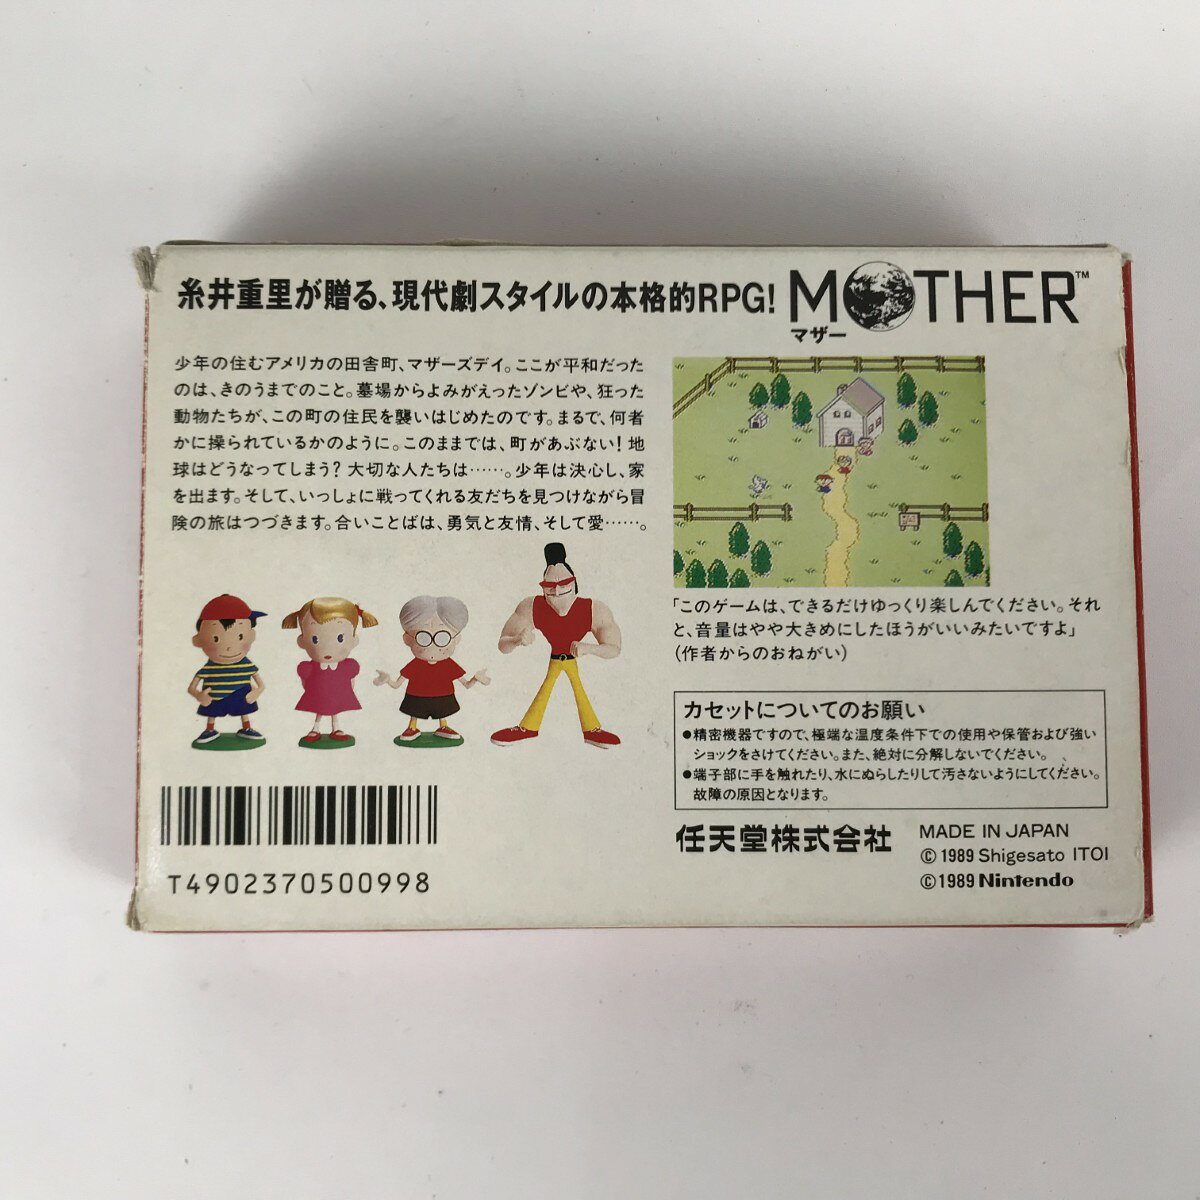 糸井重里が贈る、現代劇スタイルの本格的RPG!
MOTHER™
マザー
少年の住むアメリカの田舎町、マザーズデイ。ここが平和だった
のは、きのうまでのこと。墓場からよみがえったゾンビや、狂った
動物たちが、この町の住民を襲いはじめたのです。まるで、何者
かに操られているかのように。このままでは、町があぶない!地
球はどうなってしまう?大切な人たちは……。少年は決心し、家
を出ます。そして、いっしょに戦ってくれる友だちを見つけながら冒
険の旅はつづきます。合いことばは、勇気と友情、そして愛……。
「このゲームは、できるだけゆっくり楽しんでください。それ
と、音量はやや大きめにしたほうがいいみたいですよ」
(作者からのおねがい)
カセットについてのお願い
●精密機器ですので、極端な温度条件下での使用や保管および強い
ショックをさけてください。また、絶対に分解しないでください。
●端子部に手を触れたり、水にぬらしたりして汚さないようにしてください。
故障の原因となります。
T4902370500998
任天堂株式会社
MADE IN JAPAN
©1989 Shigesato ITOI
©1989 Nintendo